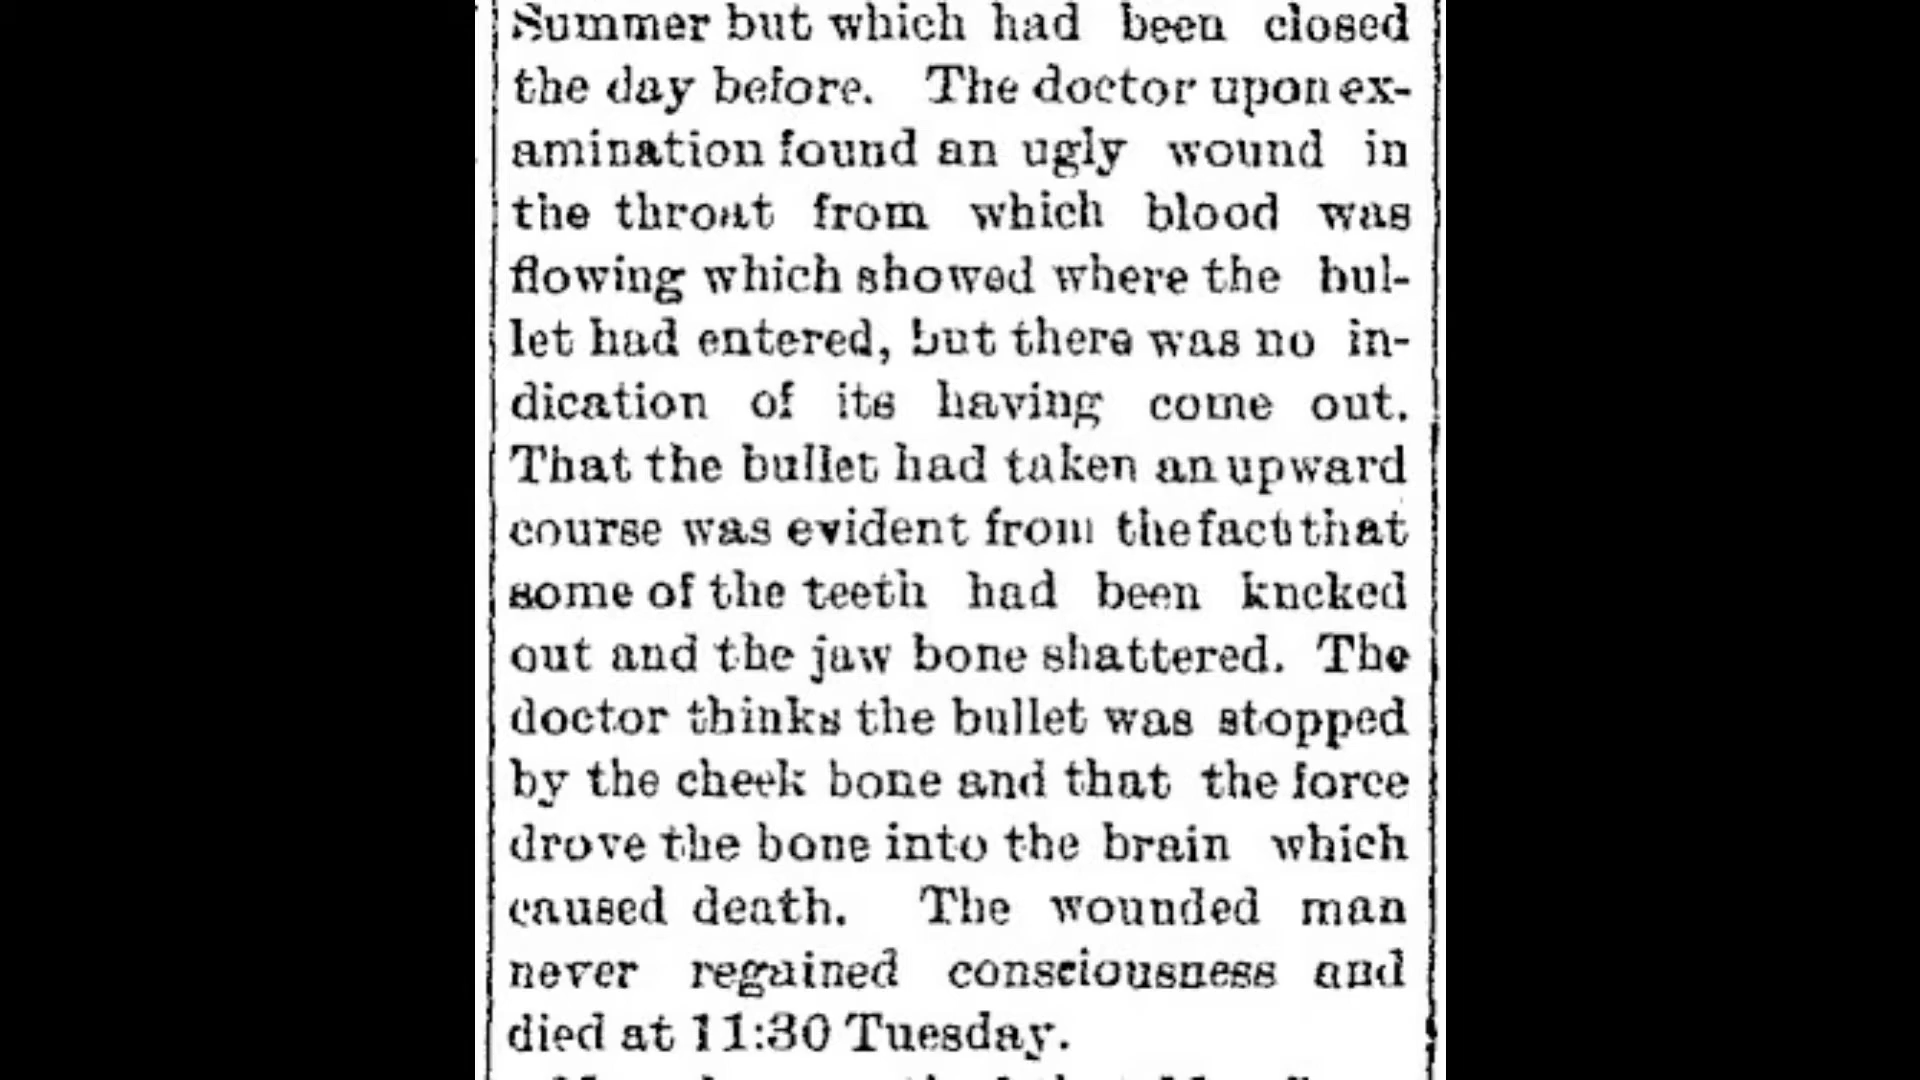 Summer but which had been closed
the day before. The doctor upon ex-
amination found an ugly wound in
the throat from which blood was
flowing which showed where the bul-
let had entered, but there was no in-
dication of its having come out.
That the bullet had taken an upward
course was evident from the fact that
some of the teeth had been kncked
out and the jaw bone shattered. The
doctor thinks the bullet was stopped
by the cheek bone and that the force
drove the bone into the brain which
caused death. The wounded man
never regained consciousness and
died at 11:30 Tuesday.